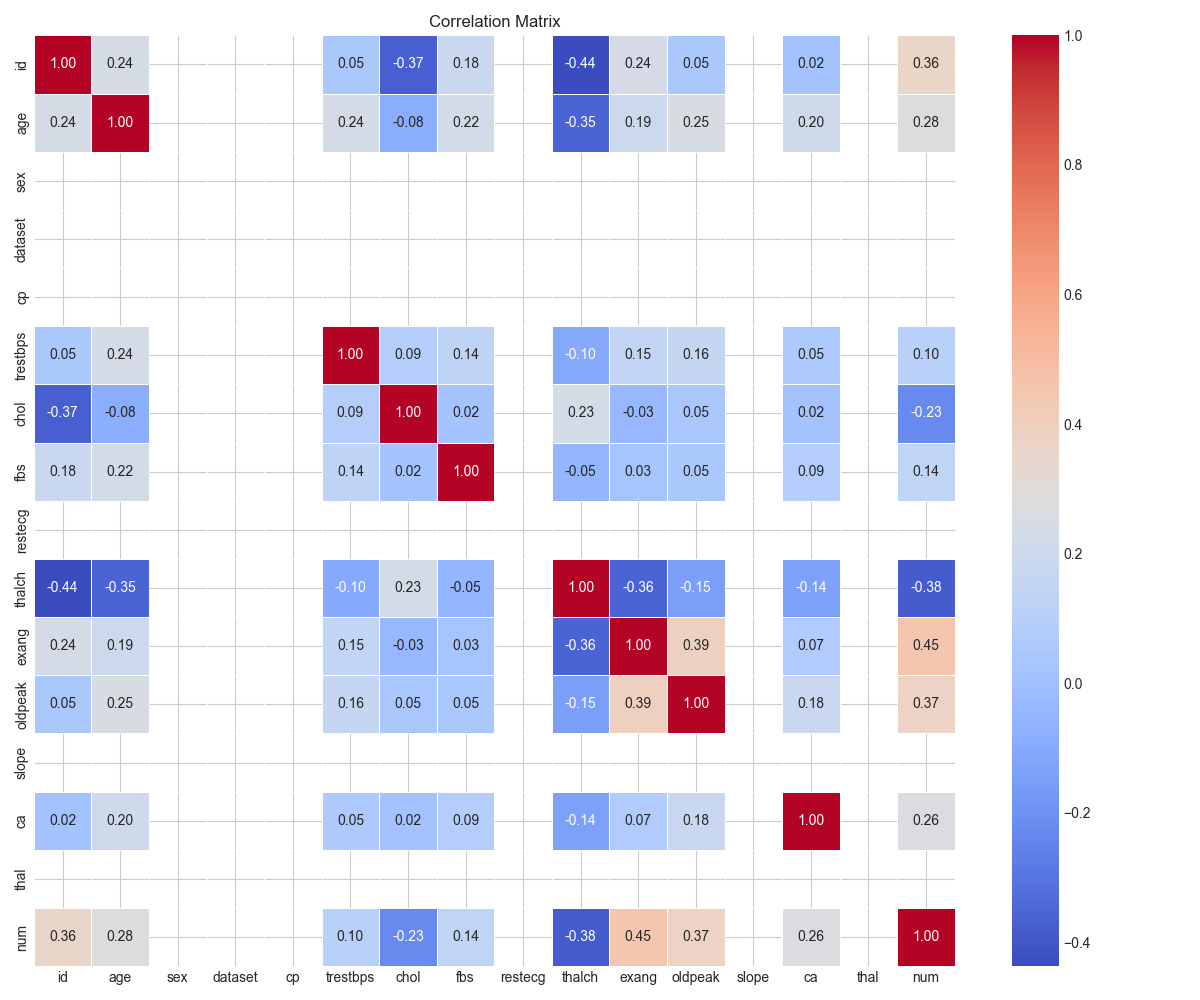 Correlation Matrix
id 1.00 0.24 0.05 -0.37 0.18 -0.44 0.24 0.05 0.02 0.36
age 0.24 1.00 0.24 -0.08 0.22 -0.35 0.19 0.25 0.20 0.28
sex
dataset
cp
trestbps 0.05 0.24 1.00 0.09 0.14 -0.10 0.15 0.16 0.05 0.10
chol -0.37 -0.08 0.09 1.00 0.02 0.23 -0.03 0.05 0.02 -0.23
fbs 0.18 0.22 0.14 0.02 1.00 -0.05 0.03 0.05 0.09 0.14
restecg
thalch -0.44 -0.35 -0.10 0.23 -0.05 1.00 -0.36 -0.15 -0.14 -0.38
exang 0.24 0.19 0.15 -0.03 0.03 -0.36 1.00 0.39 0.07 0.45
oldpeak 0.05 0.25 0.16 0.05 0.05 -0.15 0.39 1.00 0.18 0.37
slope
ca 0.02 0.20 0.05 0.02 0.09 -0.14 0.07 0.18 1.00 0.26
thal
num 0.36 0.28 0.10 -0.23 0.14 -0.38 0.45 0.37 0.26 1.00
id age sex dataset cp trestbps chol fbs restecg thalch exang oldpeak slope ca thal num
1.0
0.8
0.6
0.4
0.2
0.0
−0.2
−0.4